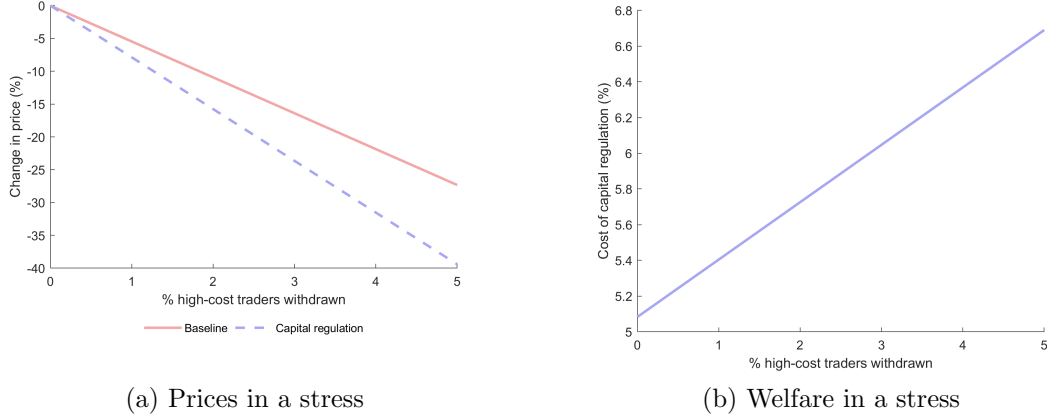 0
-5
-10
-15
-20
-25
-30
-35
-40
Change in price (%)
0 1 2 3 4 5
% high-cost traders withdrawn
Baseline Capital regulation
(a) Prices in a stress
6.8
6.6
6.4
6.2
6
5.8
5.6
5.4
5.2
5
Cost of capital regulation (%)
0 1 2 3 4 5
% high-cost traders withdrawn
(b) Welfare in a stress